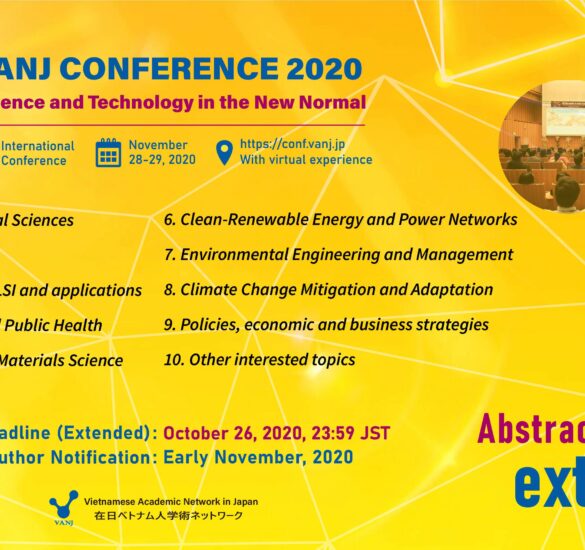 ANJ CONFERENCE 2020
ience and Technology in the New Normal
International
Conference
November
28-29, 2020
https://conf.vanj.jp
With virtual experience
al Sciences
LSI and applications
d Public Health
Materials Science
6. Clean-Renewable Energy and Power Networks
7. Environmental Engineering and Management
8. Climate Change Mitigation and Adaptation
9. Policies, economic and business strategies
10. Other interested topics
adline (Extended): October 26, 2020, 23:59 JST
uthor Notification: Early November, 2020
Abstrac
ext
VANJ
Vietnamese Academic Network in Japan
在日ベトナム人学術ネットワーク